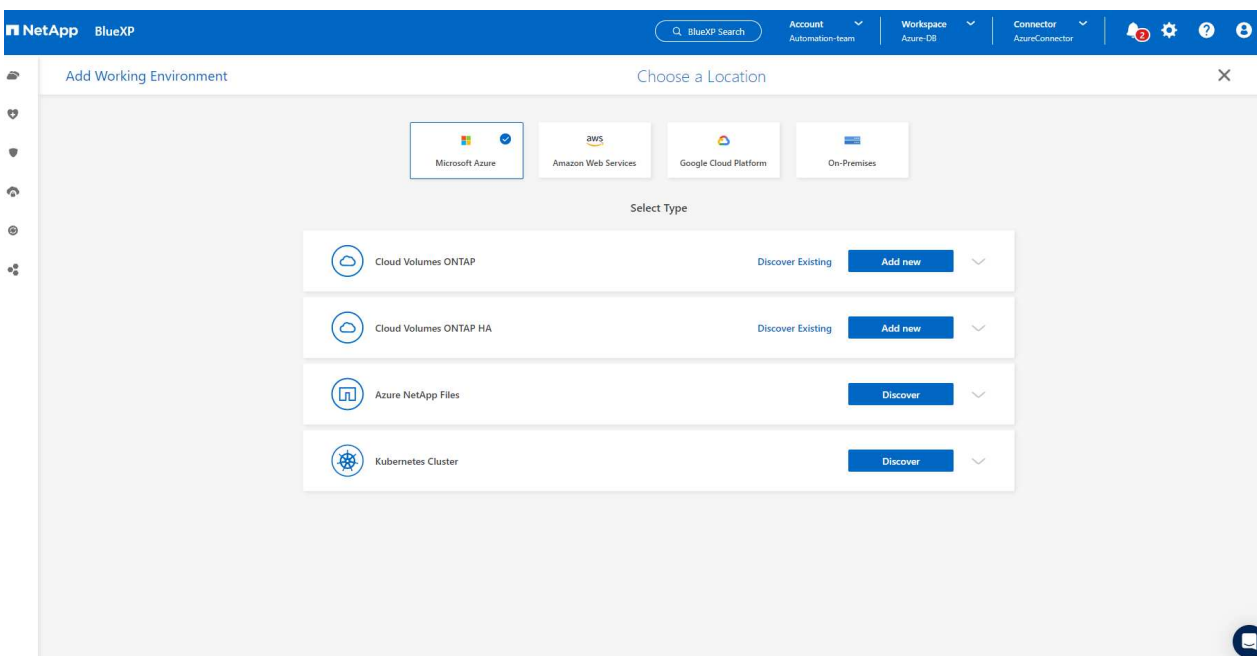 NetApp BlueXP
BlueXP Search
Account
Automation-team
Workspace
Azure-DB
Connector
AzureConnector
2
Add Working Environment
Choose a Location
Microsoft Azure
aws
Amazon Web Services
Google Cloud Platform
On-Premises
Select Type
Cloud Volumes ONTAP
Discover Existing
Add new
Cloud Volumes ONTAP HA
Discover Existing
Add new
Azure NetApp Files
Discover
Kubernetes Cluster
Discover